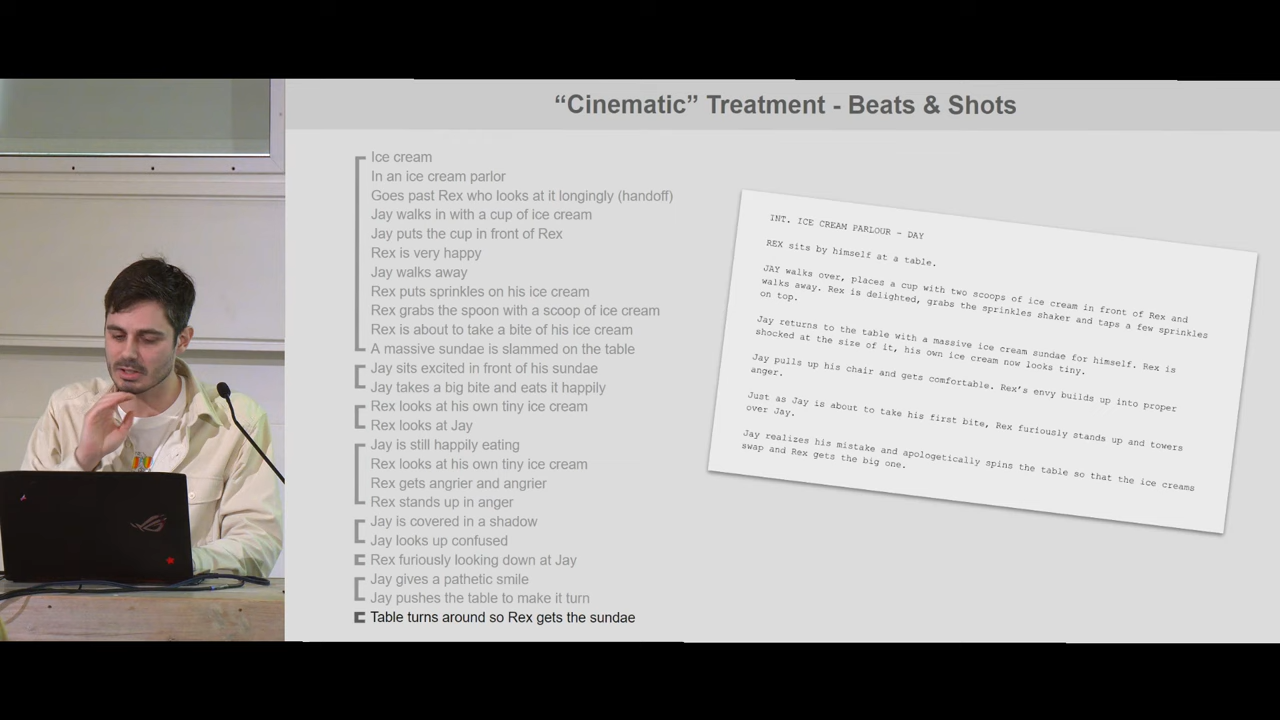 “Cinematic” Treatment - Beats & Shots
Ice cream
In an ice cream parlor
Goes past Rex who looks at it longingly (handoff)
Jay walks in with a cup of ice cream
Jay puts the cup in front of Rex
Rex is very happy
Jay walks away
Rex puts sprinkles on his ice cream
Rex grabs the spoon with a scoop of ice cream
Rex is about to take a bite of his ice cream
A massive sundae is slammed on the table
Jay sits excited in front of his sundae
Jay takes a big bite and eats it happily
Rex looks at his own tiny ice cream
Rex looks at Jay
Jay is still happily eating
Rex looks at his own tiny ice cream
Rex gets angrier and angrier
Rex stands up in anger
Jay is covered in a shadow
Jay looks up confused
Rex furiously looking down at Jay
Jay gives a pathetic smile
Jay pushes the table to make it turn
Table turns around so Rex gets the sundae
INT. ICE CREAM PARLOUR - DAY
REX sits by himself at a table.
JAY walks over, places a cup with two scoops of ice cream in front of Rex and
walks away. Rex is delighted, grabs the sprinkles shaker and taps a few sprinkles
on top.
Jay returns to the table with a massive ice cream sundae for himself. Rex is
shocked at the size of it, his own ice cream now looks tiny.
Jay pulls up his chair and gets comfortable. Rex's envy builds up into proper
anger.
Just as Jay is about to take his first bite, Rex furiously stands up and towers
over Jay.
Jay realizes his mistake and apologetically spins the table so that the ice creams
swap and Rex gets the big one.